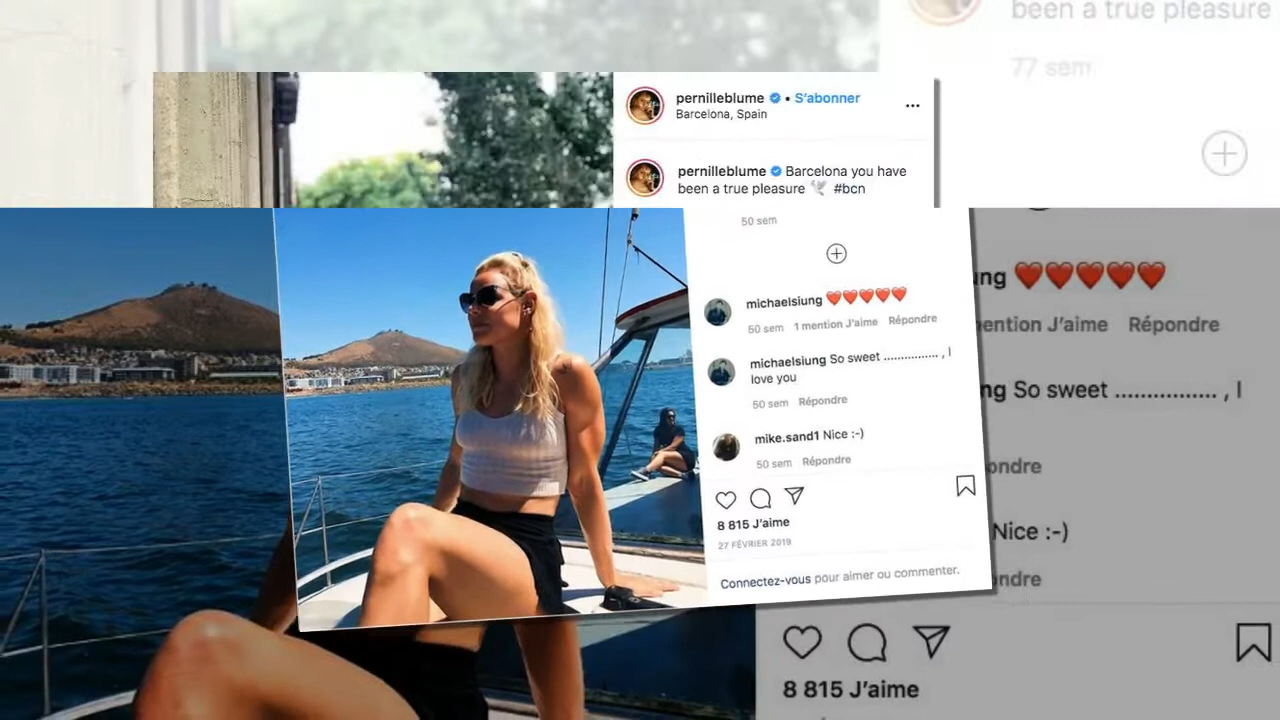 been a true pleasure
77 sem
pernilleblume • S'abonner
Barcelona, Spain
pernilleblume Barcelona you have
been a true pleasure 🕊 #bcn
50 sem
michaelsiung ❤️❤️❤️❤️❤️
50 sem 1 mention J'aime Répondre
michaelsiung So sweet ................ , I
love you
50 sem Répondre
mike.sand1 Nice :-)
50 sem Répondre
8 815 J'aime
27 FÉVRIER 2019
Connectez-vous pour aimer ou commenter.
ung ❤️❤️❤️❤️❤️
mention J'aime Répondre
ng So sweet ................ , I
ondre
Nice :-)
ondre
8 815 J'aime